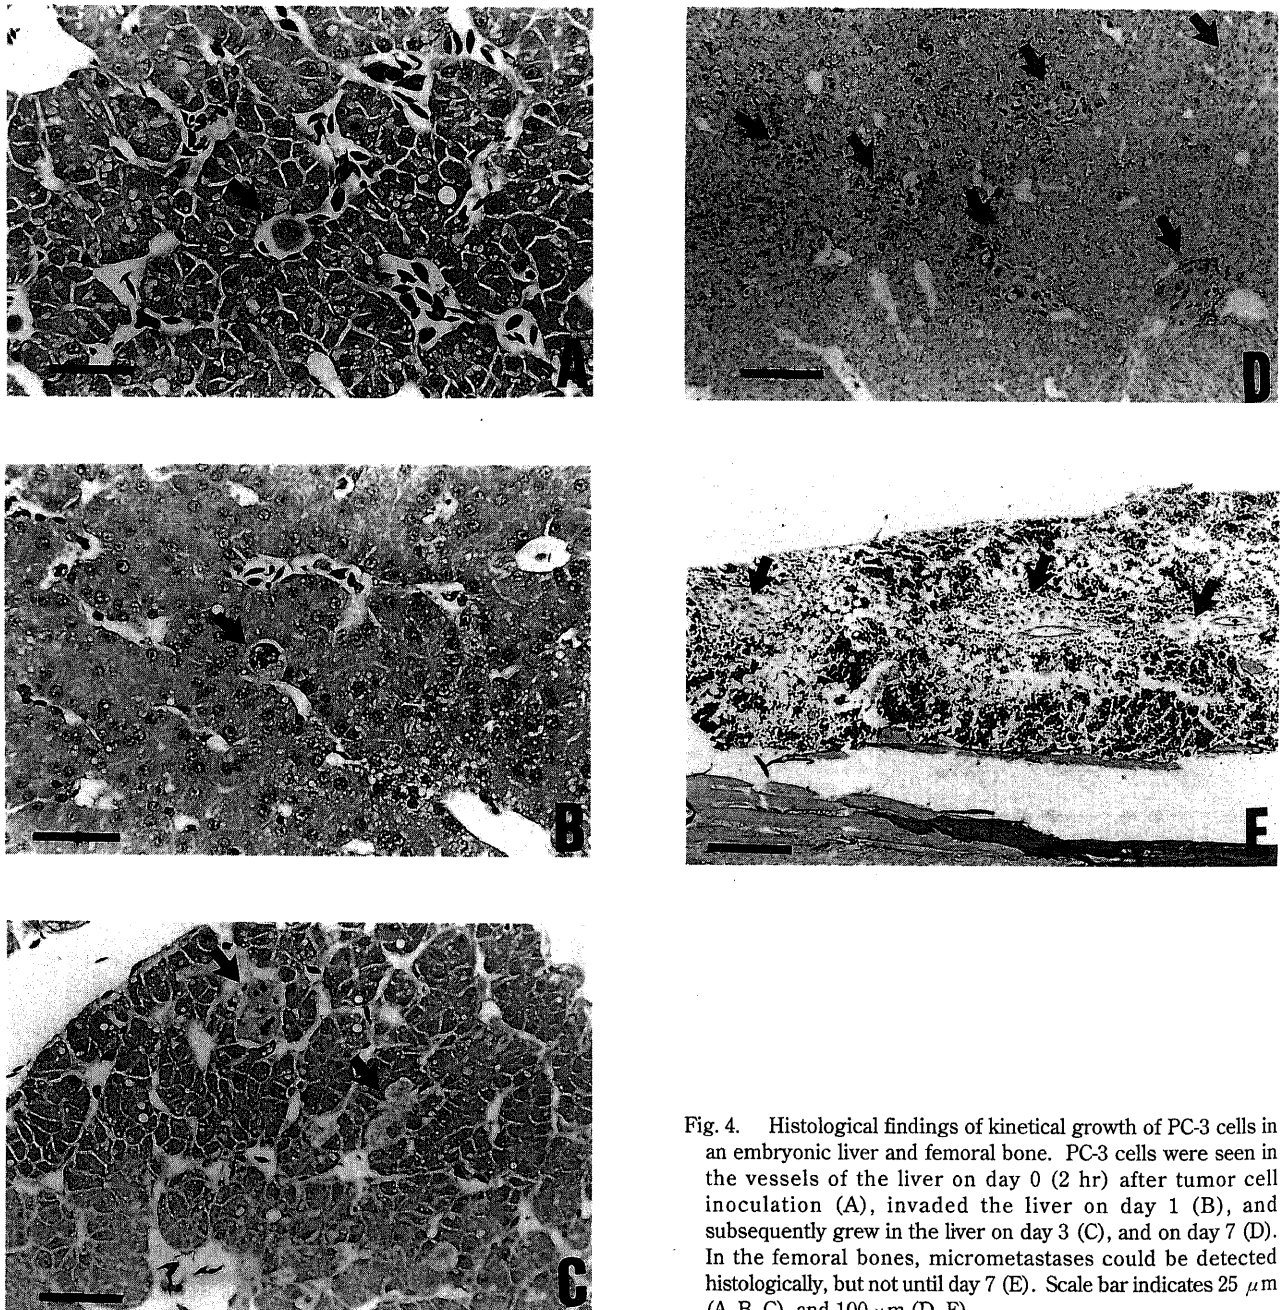 A
D
B
E
C
Fig. 4. Histological findings of kinetical growth of PC-3 cells in
an embryonic liver and femoral bone. PC-3 cells were seen in
the vessels of the liver on day 0 (2 hr) after tumor cell
inoculation (A), invaded the liver on day 1 (B), and
subsequently grew in the liver on day 3 (C), and on day 7 (D).
In the femoral bones, micrometastases could be detected
histologically, but not until day 7 (E). Scale bar indicates 25 μm
(A, B, C), and 100 μm (D, E).